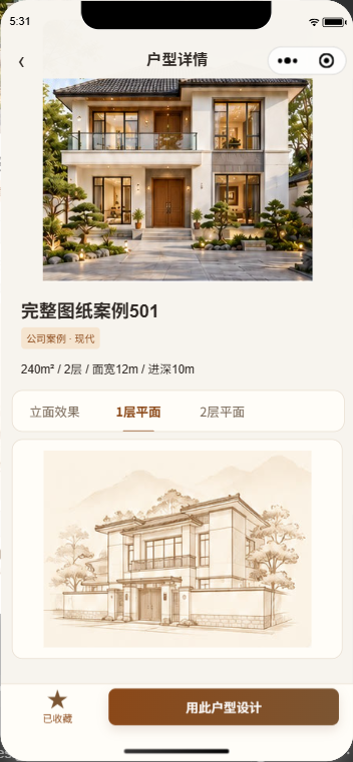 5:31
户型详情
完整图纸案例501
公司案例 · 现代
240m² / 2层 / 面宽12m / 进深10m
立面效果 1层平面 2层平面
已收藏
用此户型设计